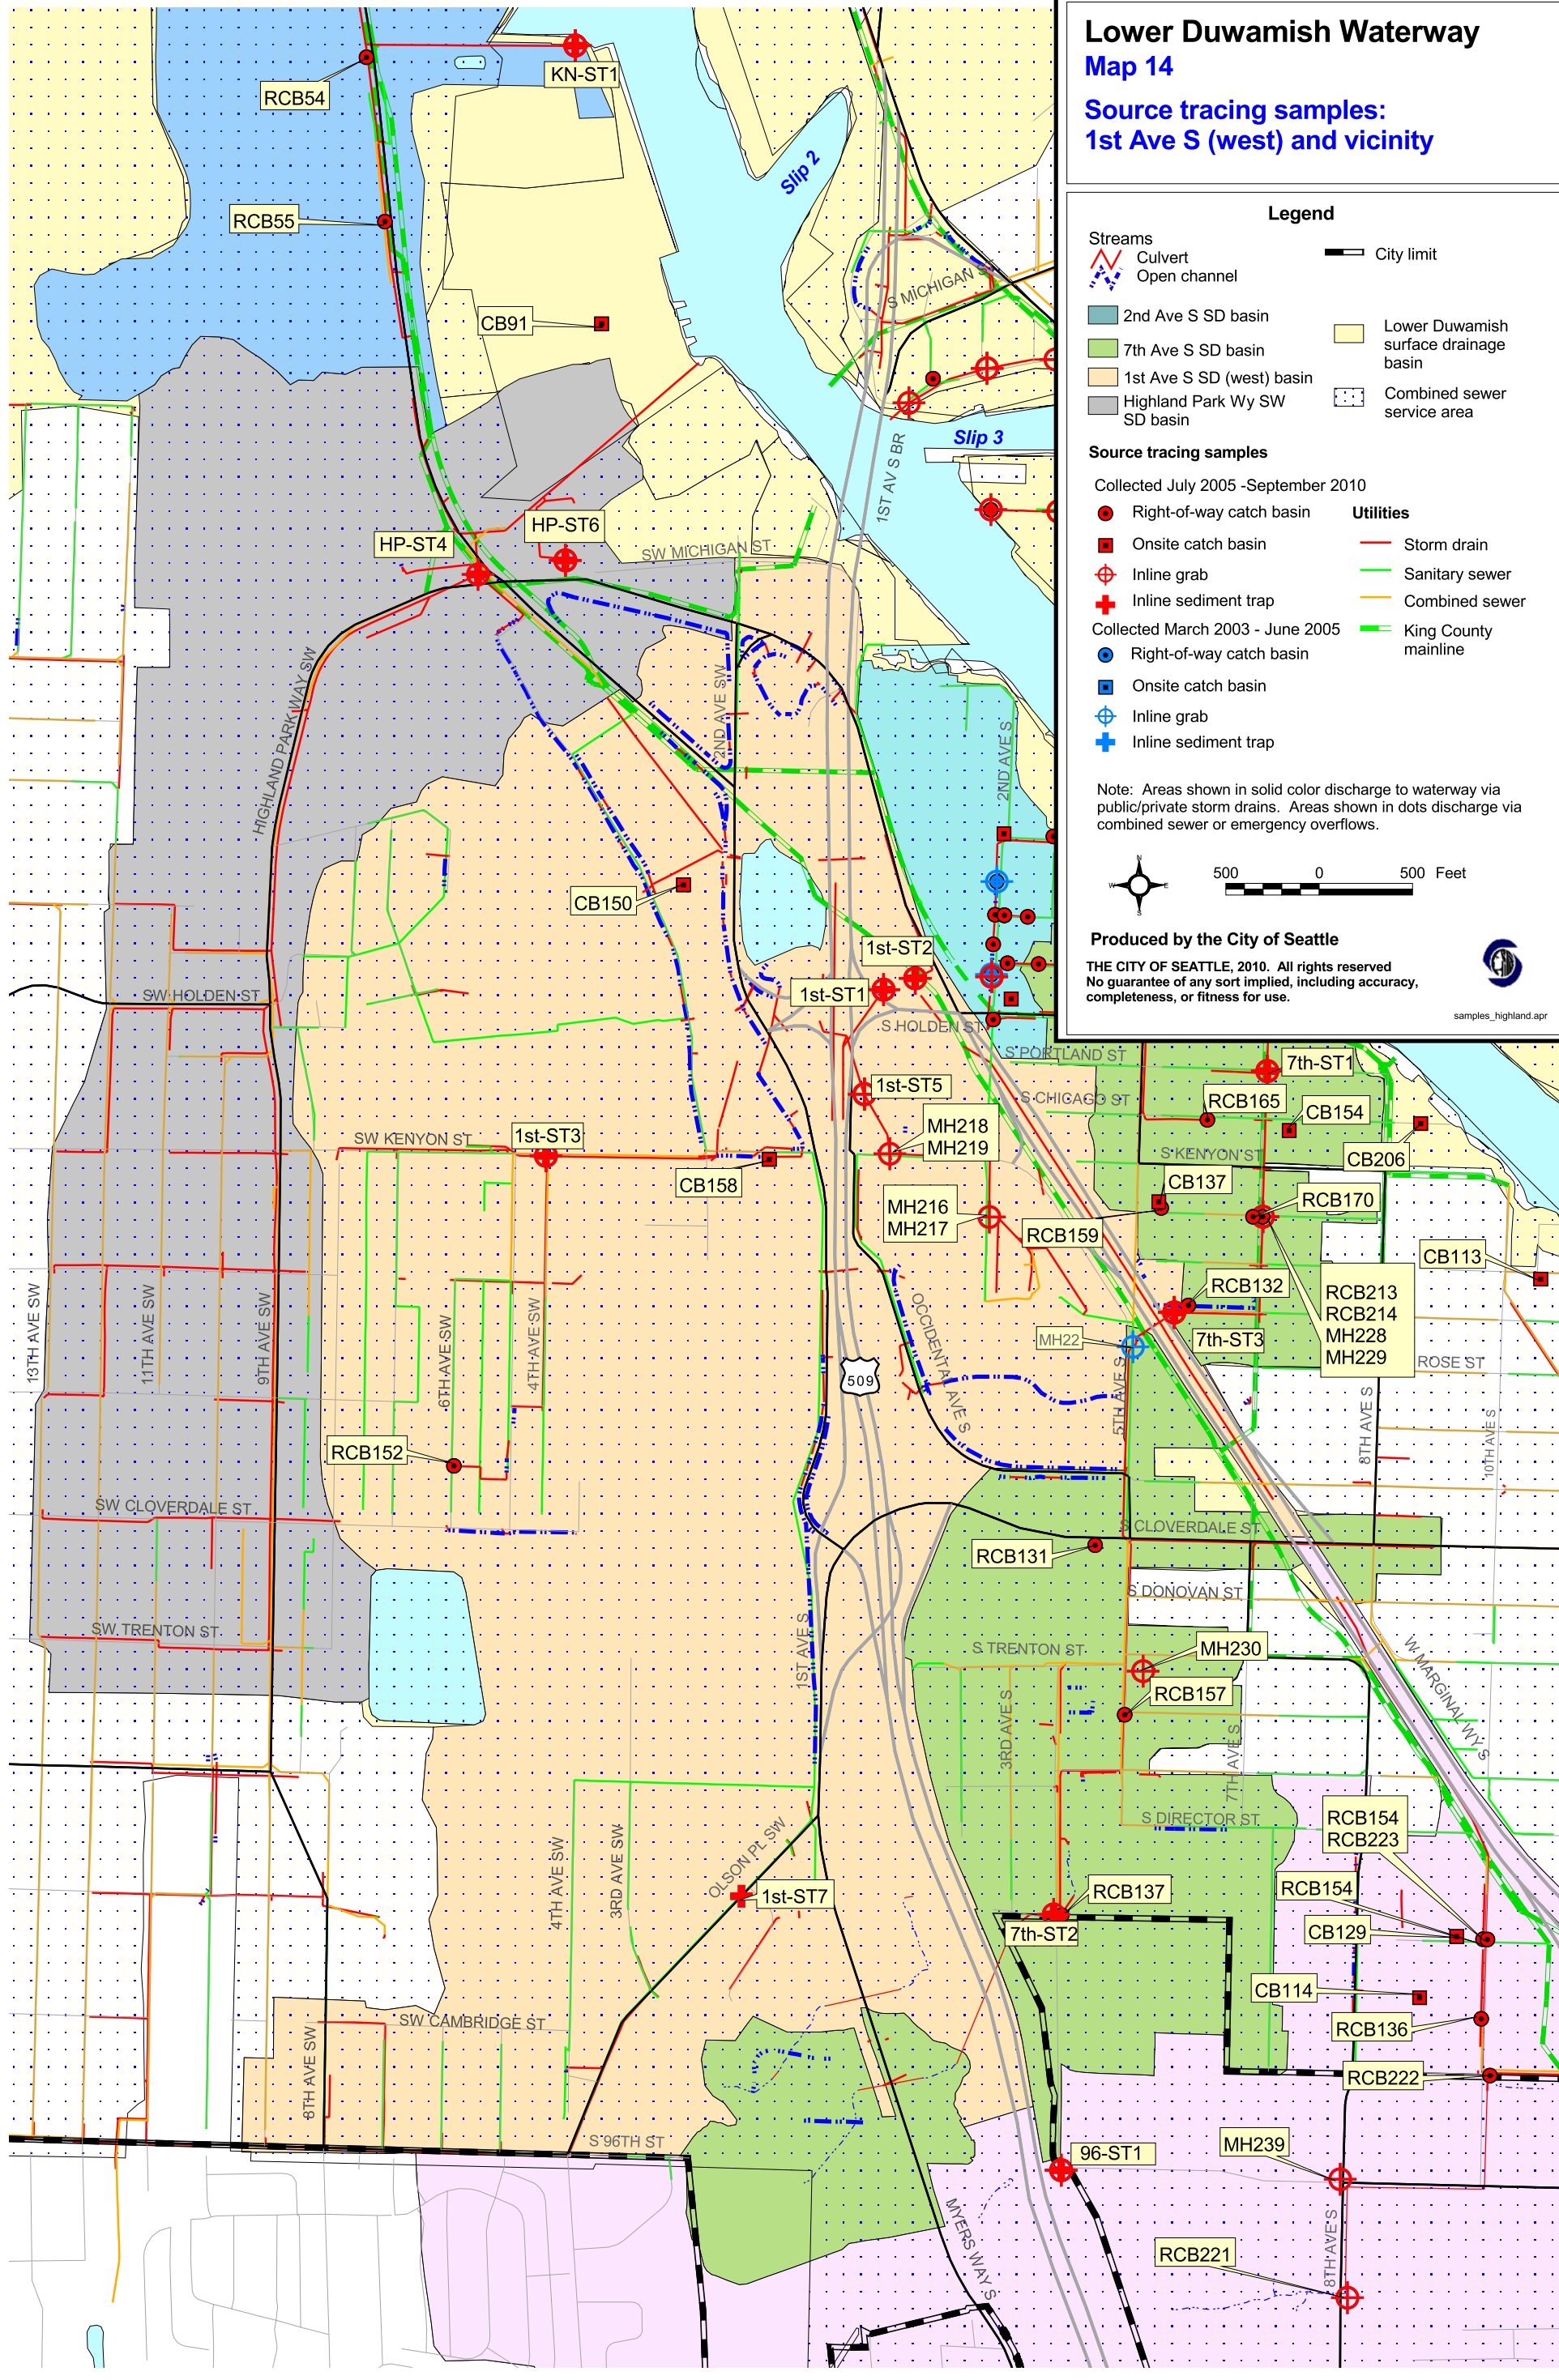 Lower Duwamish Waterway
Map 14
Source tracing samples:
1st Ave S (west) and vicinity
Legend
Streams
Culvert
Open channel
City limit
2nd Ave S SD basin
7th Ave S SD basin
1st Ave S SD (west) basin
Highland Park Wy SW
SD basin
Lower Duwamish
surface drainage
basin
Combined sewer
service area
Source tracing samples
Collected July 2005 -September 2010
Right-of-way catch basin
Onsite catch basin
Inline grab
Inline sediment trap
Collected March 2003 - June 2005
Right-of-way catch basin
Onsite catch basin
Inline grab
Inline sediment trap
Utilities
Storm drain
Sanitary sewer
Combined sewer
King County
mainline
Note: Areas shown in solid color discharge to waterway via
public/private storm drains. Areas shown in dots discharge via
combined sewer or emergency overflows.
N
W
E
S
500
0
500 Feet
Produced by the City of Seattle
THE CITY OF SEATTLE, 2010. All rights reserved
No guarantee of any sort implied, including accuracy,
completeness, or fitness for use.
samples_highland.apr
KN-ST1
RCB54
Slip 2
RCB55
S MICHIGAN ST
CB91
Slip 3
1ST AV S BR
HP-ST6
HP-ST4
SW MICHIGAN ST
HIGHLAND PARK WAY SW
2ND AVE SW
2ND AVE S
CB150
1st-ST2
1st-ST1
SW HOLDEN ST
S HOLDEN ST
S PORTLAND ST
7th-ST1
1st-ST5
S CHICAGO ST
RCB165
CB154
MH218
MH219
1st-ST3
SW KENYON ST
S KENYON ST
CB206
CB158
CB137
MH216
MH217
RCB170
RCB159
CB113
RCB132
RCB213
RCB214
MH228
MH229
MH22
7th-ST3
ROSE ST
13TH AVE SW
11TH AVE SW
9TH AVE SW
6TH AVE SW
4TH AVE SW
OCCIDENTAL AVE S
509
5TH AVE S
8TH AVE S
10TH AVE S
RCB152
SW CLOVERDALE ST
S CLOVERDALE ST
RCB131
S DONOVAN ST
SW TRENTON ST
S TRENTON ST
MH230
1ST AVE S
RCB157
3RD AVE S
7TH AVE S
W MARGINAL WY S
S DIRECTOR ST
RCB154
RCB223
4TH AVE SW
3RD AVE SW
OLSON PL SW
1st-ST7
RCB137
RCB154
7th-ST2
CB129
CB114
SW CAMBRIDGE ST
RCB136
8TH AVE SW
RCB222
S 96TH ST
96-ST1
MH239
MYERS WAY S
RCB221
8TH AVE S